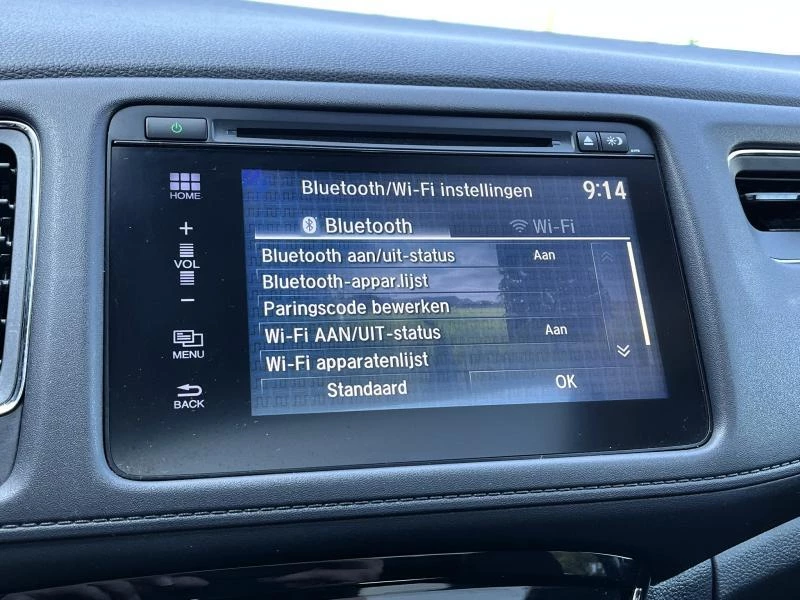 Bluetooth/Wi-Fi instellingen 9:14
HOME
Bluetooth Wi-Fi
+
VOL
−
Bluetooth aan/uit-status Aan
Bluetooth-appar.lijst
Paringscode bewerken
Wi-Fi AAN/UIT-status Aan
MENU
Wi-Fi apparatenlijst
BACK
Standaard OK